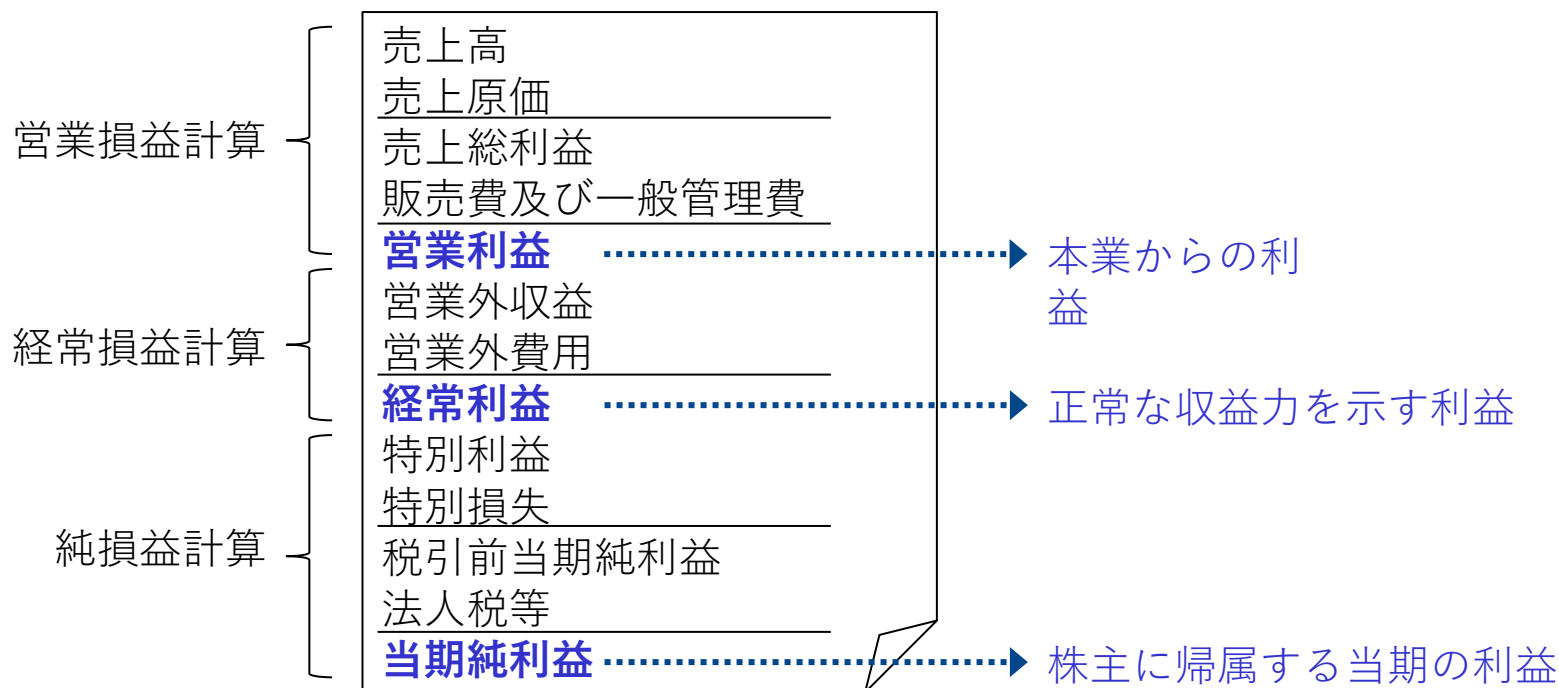 売上高
売上原価
営業損益計算
売上総利益
販売費及び一般管理費
営業利益
本業からの利
益
営業外収益
経常損益計算
営業外費用
経常利益
正常な収益力を示す利益
特別利益
特別損失
純損益計算
税引前当期純利益
法人税等
当期純利益
株主に帰属する当期の利益